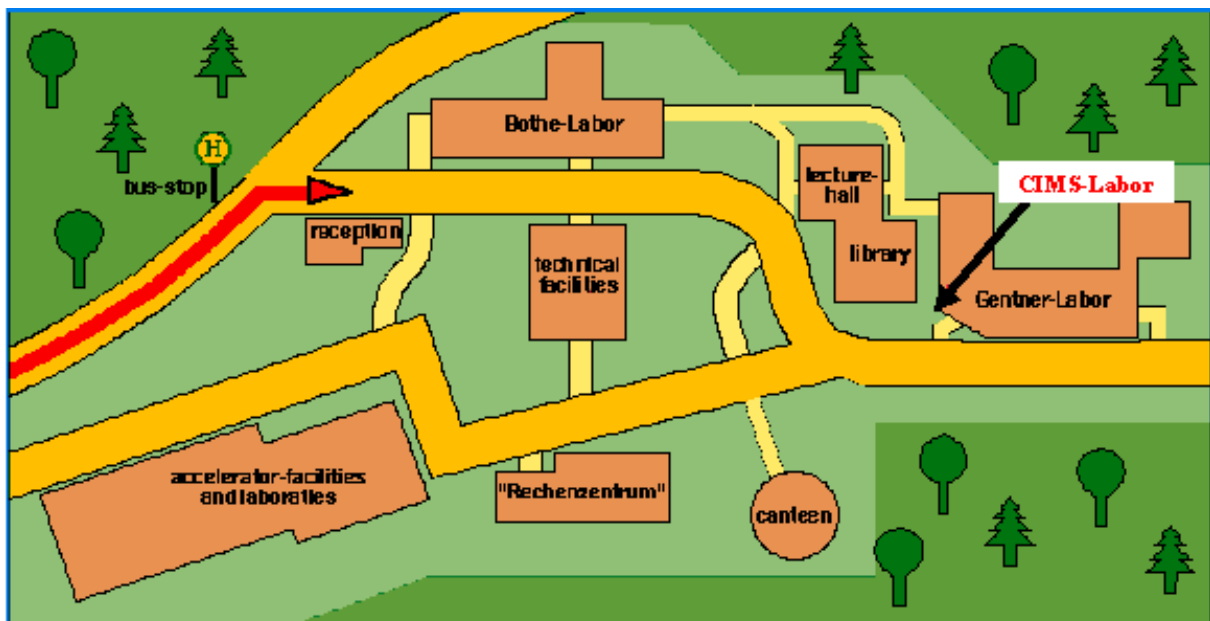 Bothe-Labor
H
bus-stop
lecture-
hall
CIMS-Labor
reception
library
technical
facilities
Gentner-Labor
accelerator-facilities
and laboraties
"Rechenzentrum"
canteen